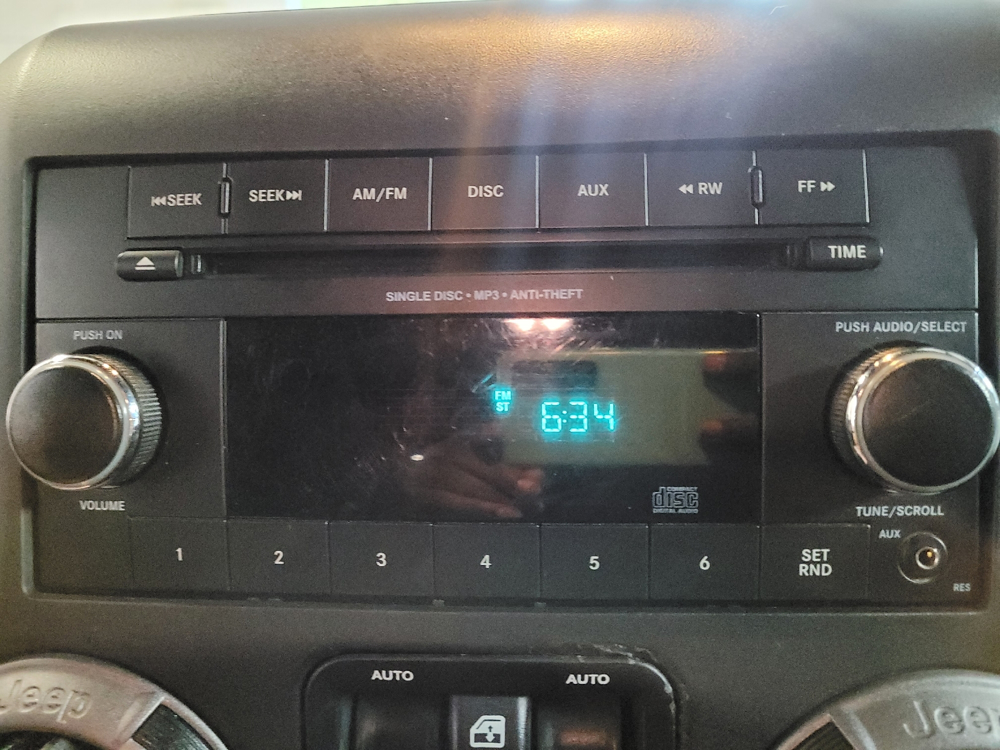 ⏮SEEK
SEEK⏭
AM/FM
DISC
AUX
◀◀ RW
FF ▶▶
TIME
SINGLE DISC • MP3 • ANTI-THEFT
PUSH ON
PUSH AUDIO/SELECT
FM
ST
6:34
VOLUME
COMPACT
disc
DIGITAL AUDIO
TUNE/SCROLL
1
2
3
4
5
6
SET
RND
AUX
RES
AUTO
AUTO
Jeep
Jeep